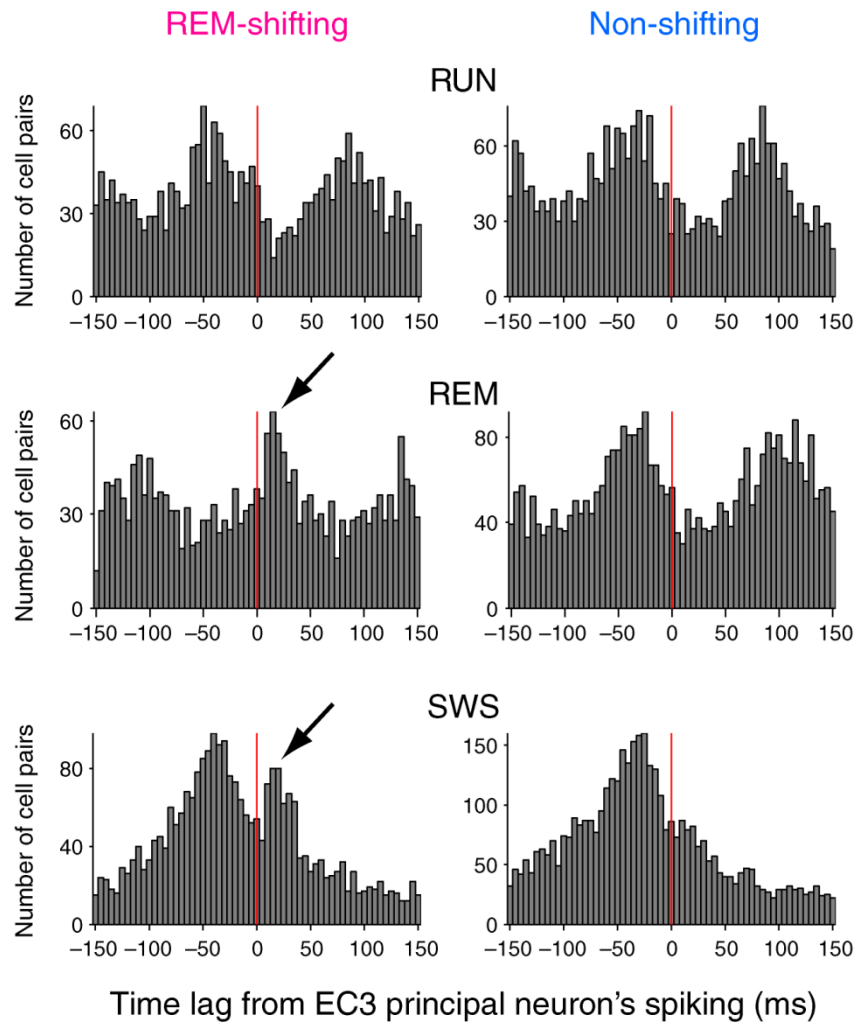 REM-shifting Non-shifting
RUN
Number of cell pairs
60
30
0
–150 –100 –50 0 50 100 150
60
30
0
–150 –100 –50 0 50 100 150
REM
Number of cell pairs
60
30
0
–150 –100 –50 0 50 100 150
80
40
0
–150 –100 –50 0 50 100 150
SWS
Number of cell pairs
80
40
0
–150 –100 –50 0 50 100 150
150
100
50
0
–150 –100 –50 0 50 100 150
Time lag from EC3 principal neuron's spiking (ms)